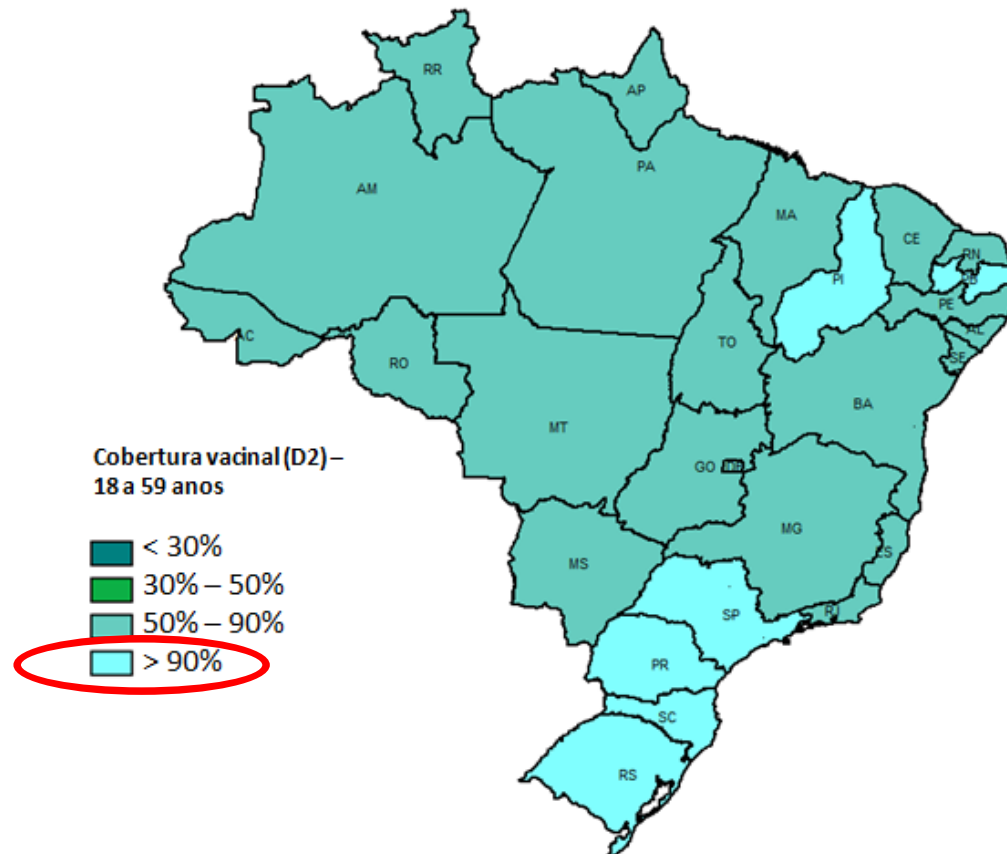 RR
AP
AM
PA
MA
CE
RN
PB
PI
PE
AL
AC
SE
TO
RO
BA
MT
GO
DF
MG
MS
ES
RJ
SP
PR
SC
RS
Cobertura vacinal (D2) –
18 a 59 anos
< 30%
30% – 50%
50% – 90%
> 90%